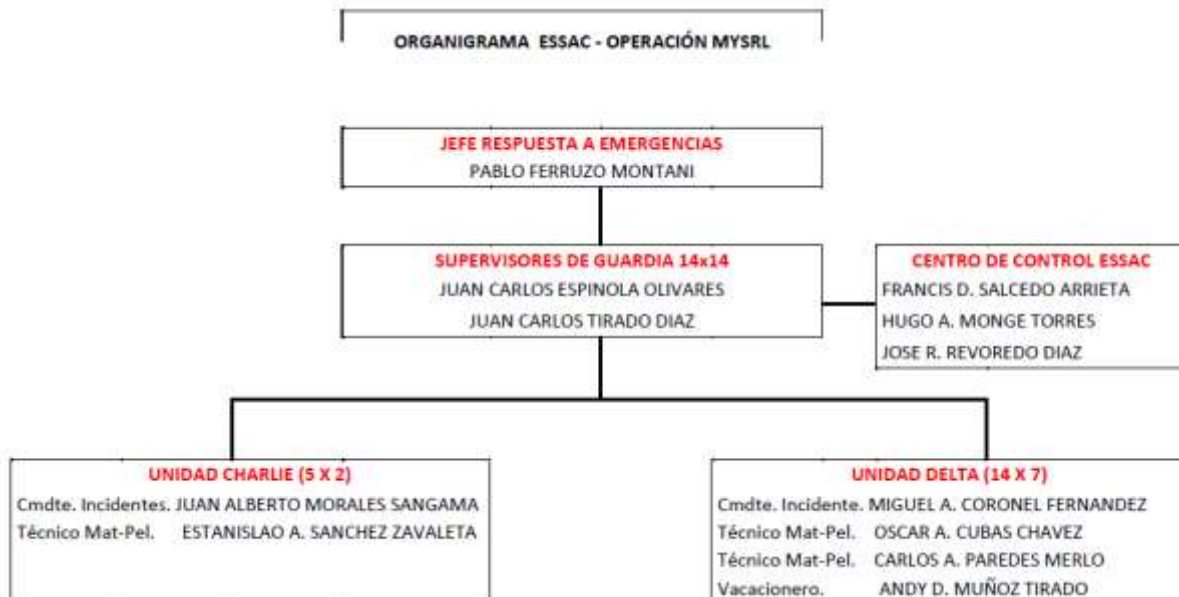 ORGANIGRAMA ESSAC - OPERACIÓN MYSRL
JEFE RESPUESTA A EMERGENCIAS
PABLO FERRUZO MONTANI
SUPERVISORES DE GUARDIA 14x14
JUAN CARLOS ESPINOLA OLIVARES
JUAN CARLOS TIRADO DIAZ
CENTRO DE CONTROL ESSAC
FRANCIS D. SALCEDO ARRIETA
HUGO A. MONGE TORRES
JOSE R. REVOREDO DIAZ
UNIDAD CHARLIE (5 X 2)
Cmdte. Incidentes. JUAN ALBERTO MORALES SANGAMA
Técnico Mat-Pel. ESTANISLAO A. SANCHEZ ZAVALETA
UNIDAD DELTA (14 X 7)
Cmdte. Incidente. MIGUEL A. CORONEL FERNANDEZ
Técnico Mat-Pel. OSCAR A. CUBAS CHAVEZ
Técnico Mat-Pel. CARLOS A. PAREDES MERLO
Vacacionero. ANDY D. MUÑOZ TIRADO